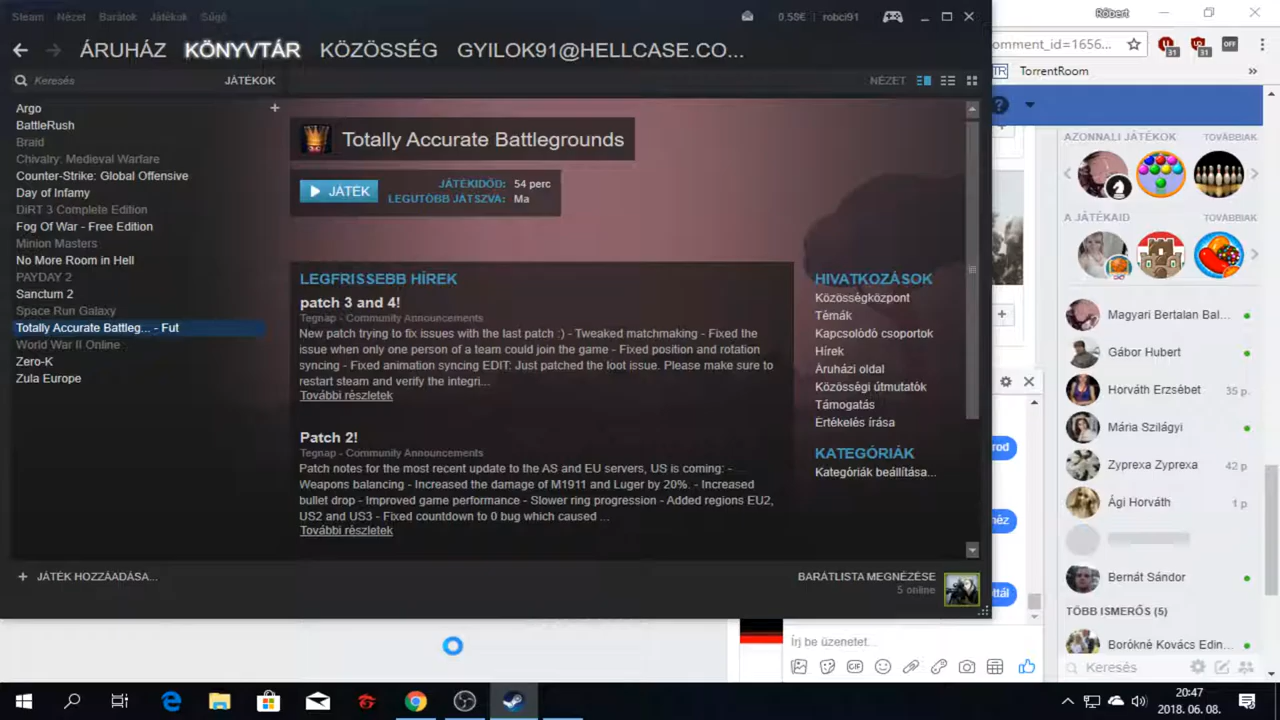 Steam Nézet Barátok Játékok Súgó
0.58€ robci91
ÁRUHÁZ KÖNYVTÁR KÖZÖSSÉG GYILOK91@HELLCASE.CO...
Keresés JÁTÉKOK
NÉZET
Argo
BattleRush
Braid
Chivalry: Medieval Warfare
Counter-Strike: Global Offensive
Day of Infamy
DiRT 3 Complete Edition
Fog Of War - Free Edition
Minion Masters
No More Room in Hell
PAYDAY 2
Sanctum 2
Space Run Galaxy
Totally Accurate Battleg... - Fut
World War II Online
Zero-K
Zula Europe
Totally Accurate Battlegrounds
JÁTÉK
JÁTÉKIDŐD: 54 perc
LEGUTÓBB JÁTSZVA: Ma
LEGFRISSEBB HÍREK
patch 3 and 4!
Tegnap - Community Announcements
New patch trying to fix issues with the last patch :) - Tweaked matchmaking - Fixed the
issue when only one person of a team could join the game - Fixed position and rotation
syncing - Fixed animation syncing EDIT: Just patched the loot issue. Please make sure to
restart steam and verify the integri...
További részletek
Patch 2!
Tegnap - Community Announcements
Patch notes for the most recent update to the AS and EU servers, US is coming: -
Weapons balancing - Increased the damage of M1911 and Luger by 20%. - Increased
bullet drop - Improved game performance - Slower ring progression - Added regions EU2,
US2 and US3 - Fixed countdown to 0 bug which caused ...
További részletek
HIVATKOZÁSOK
Közösségközpont
Témák
Kapcsolódó csoportok
Hírek
Áruházi oldal
Közösségi útmutatók
Támogatás
Értékelés írása
KATEGÓRIÁK
Kategóriák beállítása...
+ JÁTÉK HOZZÁADÁSA...
BARÁTLISTA MEGNÉZÉSE
5 online
Róbert
omment_id=1656...
31 31 OFF
TR TorrentRoom »
AZONNALI JÁTÉKOK TOVÁBBIAK
A JÁTÉKAID TOVÁBBIAK
Magyari Bertalan Bal...
Gábor Hubert
Horváth Erzsébet 35 p.
Mária Szilágyi
Zyprexa Zyprexa 42 p
Ági Horváth 1 p
Bernát Sándor
TÖBB ISMERŐS (5)
Borókné Kovács Edin...
Keresés
rod
néz
ttál
Írj be üzenetet...
GIF
20:47
2018. 06. 08.